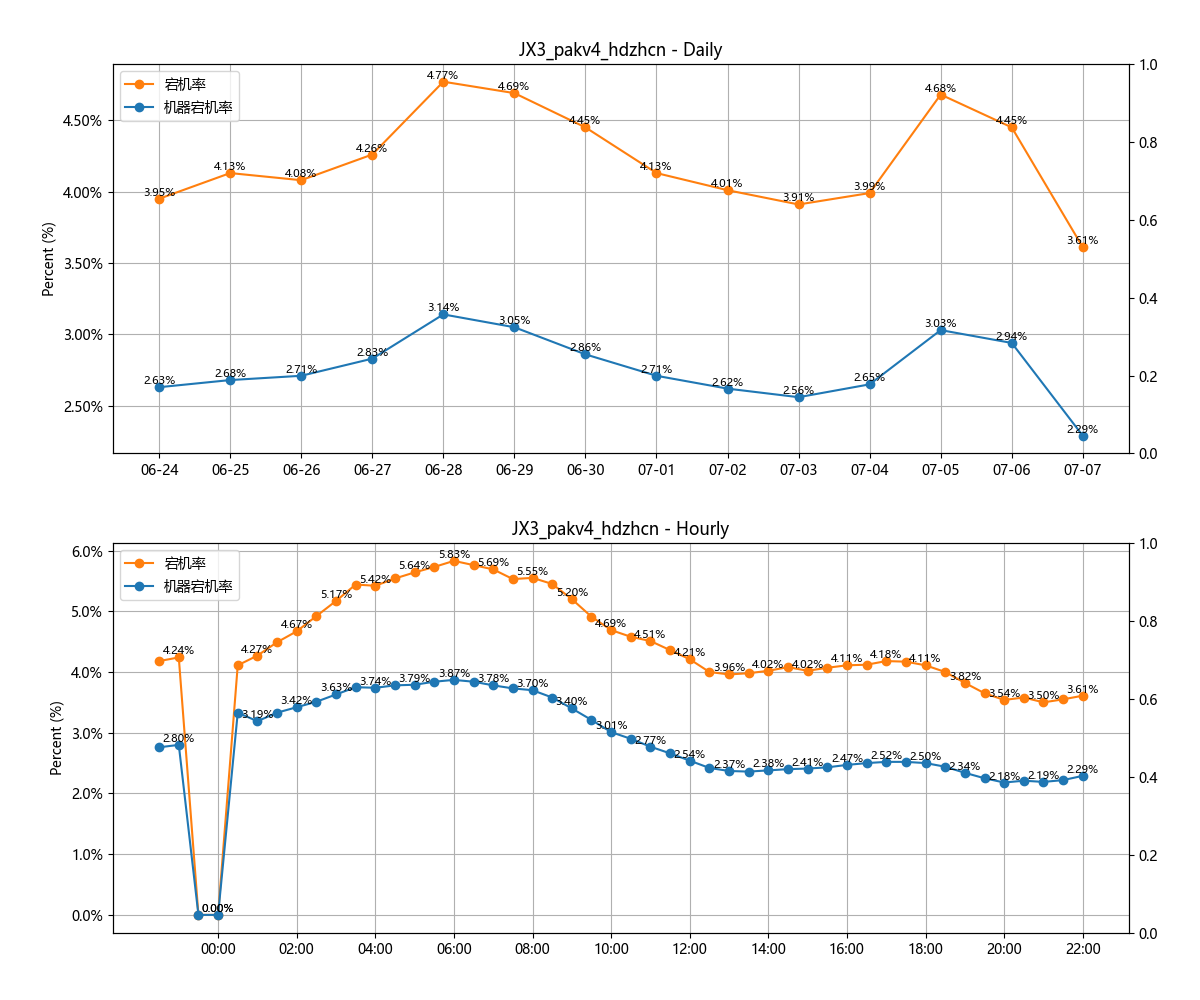 JX3_pakv4_hdzhcn - Daily
宕机率
机器宕机率
Percent (%)
4.50%
4.00%
3.50%
3.00%
2.50%
1.0
0.8
0.6
0.4
0.2
0.0
3.95% 4.13% 4.08% 4.26% 4.77% 4.69% 4.45% 4.13% 4.01% 3.91% 3.99% 4.68% 4.45% 3.61%
2.63% 2.68% 2.71% 2.83% 3.14% 3.05% 2.86% 2.71% 2.62% 2.56% 2.65% 3.03% 2.94% 2.29%
06-24 06-25 06-26 06-27 06-28 06-29 06-30 07-01 07-02 07-03 07-04 07-05 07-06 07-07
JX3_pakv4_hdzhcn - Hourly
宕机率
机器宕机率
Percent (%)
6.0%
5.0%
4.0%
3.0%
2.0%
1.0%
0.0%
1.0
0.8
0.6
0.4
0.2
0.0
4.24% 0.00% 4.27% 4.67% 5.17% 5.42% 5.64% 5.83% 5.69% 5.55% 5.20% 4.69% 4.51% 4.21% 3.96% 4.02% 4.02% 4.11% 4.18% 4.11% 3.82% 3.54% 3.50% 3.61%
2.80% 0.00% 3.19% 3.42% 3.63% 3.74% 3.79% 3.87% 3.78% 3.70% 3.40% 3.01% 2.77% 2.54% 2.37% 2.38% 2.41% 2.47% 2.52% 2.50% 2.34% 2.18% 2.19% 2.29%
00:00 02:00 04:00 06:00 08:00 10:00 12:00 14:00 16:00 18:00 20:00 22:00